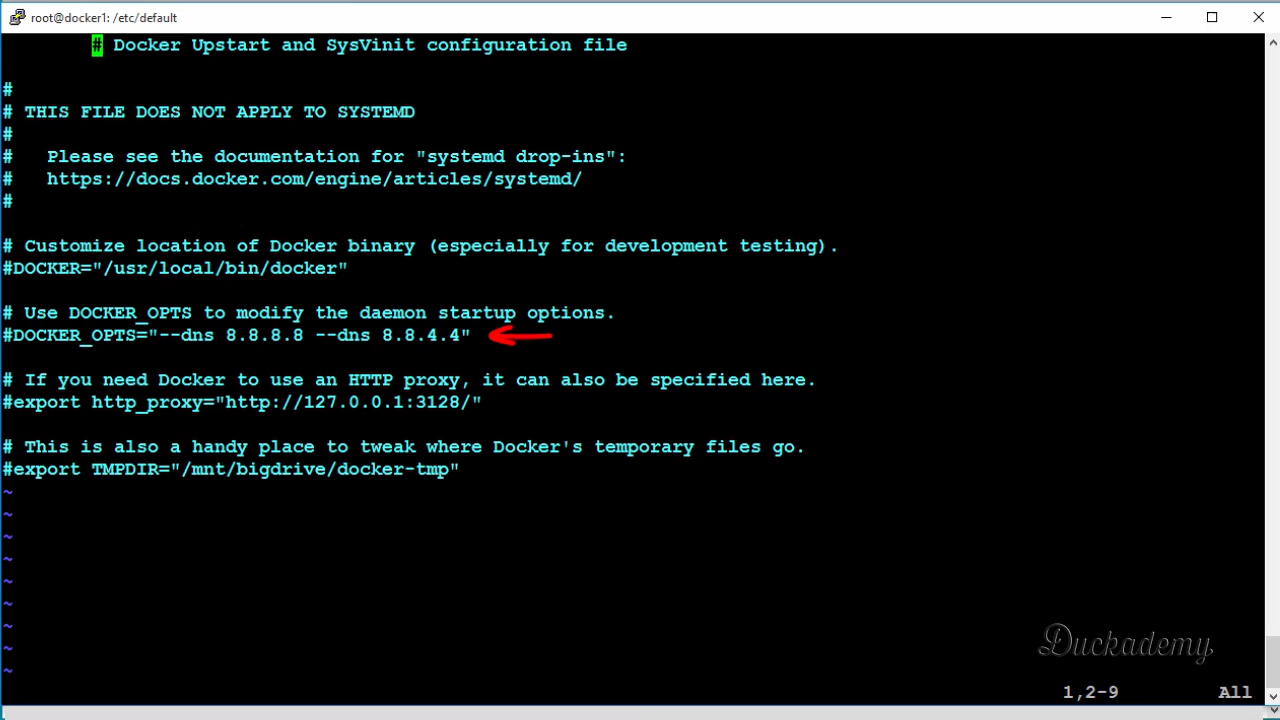 root@docker1: /etc/default
# Docker Upstart and SysVinit configuration file
#
# THIS FILE DOES NOT APPLY TO SYSTEMD
#
#   Please see the documentation for "systemd drop-ins":
#   https://docs.docker.com/engine/articles/systemd/
#
# Customize location of Docker binary (especially for development testing).
#DOCKER="/usr/local/bin/docker"
# Use DOCKER_OPTS to modify the daemon startup options.
#DOCKER_OPTS="--dns 8.8.8.8 --dns 8.8.4.4"
# If you need Docker to use an HTTP proxy, it can also be specified here.
#export http_proxy="http://127.0.0.1:3128/"
# This is also a handy place to tweak where Docker's temporary files go.
#export TMPDIR="/mnt/bigdrive/docker-tmp"
~
~
~
~
~
~
~
~
~
Duckademy
1,2-9 All